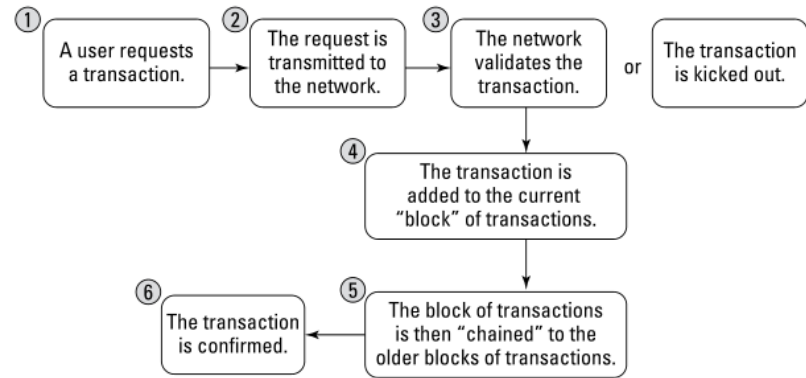 1
A user requests
a transaction.
2
The request is
transmitted to
the network.
3
The network
validates the
transaction.
or
The transaction
is kicked out.
4
The transaction is
added to the current
“block” of transactions.
5
The block of transactions
is then “chained” to the
older blocks of transactions.
6
The transaction
is confirmed.